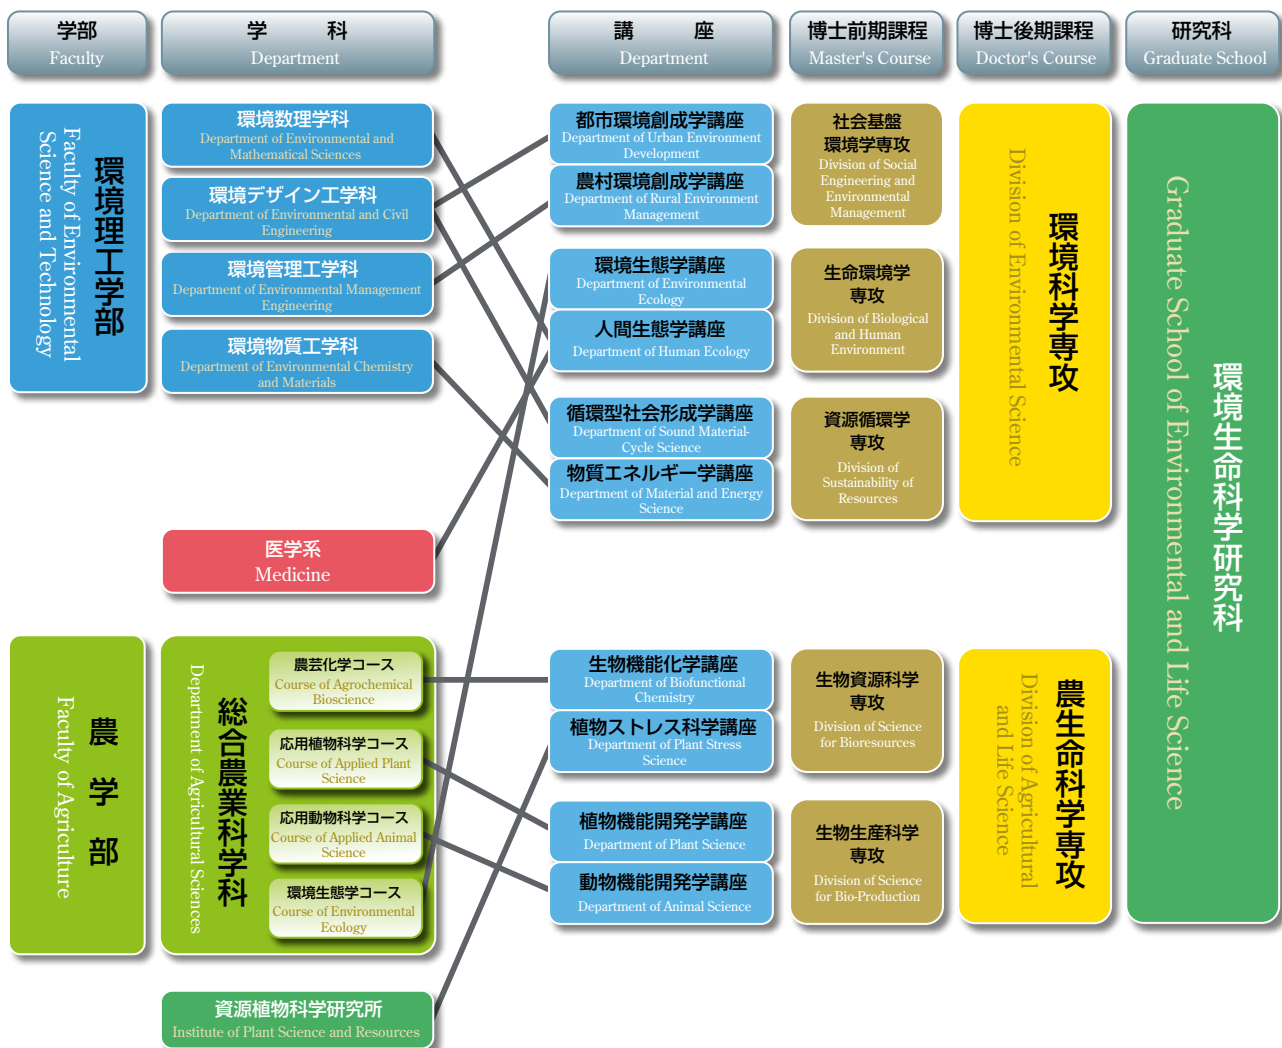 学部
Faculty
学 科
Department
講 座
Department
博士前期課程
Master's Course
博士後期課程
Doctor's Course
研究科
Graduate School
環境理工学部
Faculty of Environmental
Science and Technology
環境数理学科
Department of Environmental and
Mathematical Sciences
環境デザイン工学科
Department of Environmental and Civil
Engineering
環境管理工学科
Department of Environmental Management
Engineering
環境物質工学科
Department of Environmental Chemistry
and Materials
医学系
Medicine
農学部
Faculty of Agriculture
総合農業科学科
Department of Agricultural Sciences
農芸化学コース
Course of Agrochemical
Bioscience
応用植物科学コース
Course of Applied Plant
Science
応用動物科学コース
Course of Applied Animal
Science
環境生態学コース
Course of Environmental
Ecology
資源植物科学研究所
Institute of Plant Science and Resources
都市環境創成学講座
Department of Urban Environment
Development
農村環境創成学講座
Department of Rural Environment
Management
環境生態学講座
Department of Environmental
Ecology
人間生態学講座
Department of Human Ecology
循環型社会形成学講座
Department of Sound Material-
Cycle Science
物質エネルギー学講座
Department of Material and Energy
Science
生物機能化学講座
Department of Biofunctional
Chemistry
植物ストレス科学講座
Department of Plant Stress
Science
植物機能開発学講座
Department of Plant Science
動物機能開発学講座
Department of Animal Science
社会基盤
環境学専攻
Division of Social
Engineering and
Environmental
Management
生命環境学
専攻
Division of Biological
and Human
Environment
資源循環学
専攻
Division of
Sustainability of
Resources
生物資源科学
専攻
Division of Science
for Bioresources
生物生産科学
専攻
Division of Science
for Bio-Production
環境科学専攻
Division of Environmental Science
農生命科学専攻
Division of Agricultural
and Life Science
環境生命科学研究科
Graduate School of Environmental and Life Science